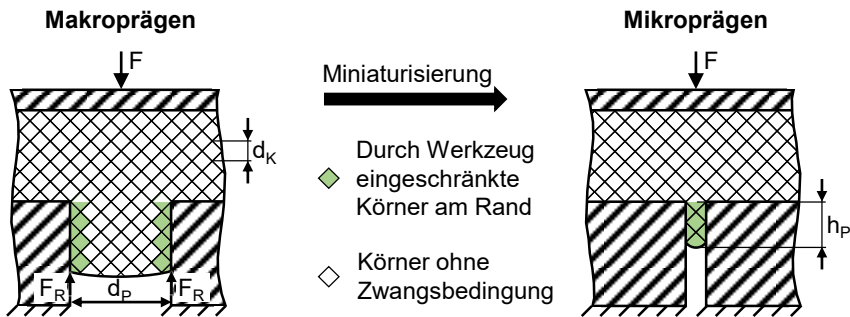 Makroprägen
F
d_K
F_R
d_P
F_R
Miniaturisierung
Durch Werkzeug
eingeschränkte
Körner am Rand
Körner ohne
Zwangsbedingung
Mikroprägen
F
h_P